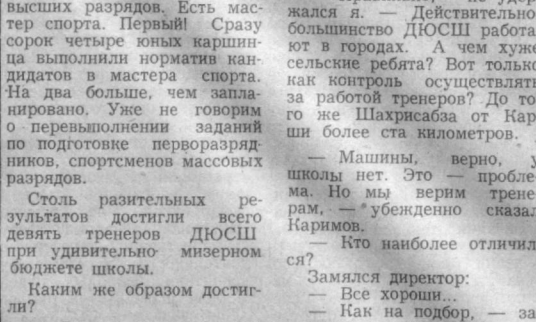 высших разрядов. Есть мас-
тер спорта. Первый! Сразу
сорок четыре юных каршин-
ца выполнили норматив кан-
дидатов в мастера спорта.
На два больше, чем запла-
нировано. Уже не говорим
о перевыполнении заданий
по подготовке перворазряд-
ников, спортсменов массовых
разрядов.
Столь разительных ре-
зультатов достигли всего
девять тренеров ДЮСШ
при удивительно мизерном
бюджете школы.
Каким же образом достиг-
ли?
жался я. — Действительно
большинство ДЮСШ работа
ют в городах. А чем хуже
сельские ребята? Вот только
как контроль осуществлять
за работой тренеров? До то
го же Шахрисабза от Кар
ши более ста километров.
— Машины, верно, у
школы нет. Это — пробле
ма. Но мы верим трене
рам, — убежденно сказал
Каримов.
— Кто наиболее отличил
ся?
Замялся директор:
— Все хороши...
— Как на подбор, — за